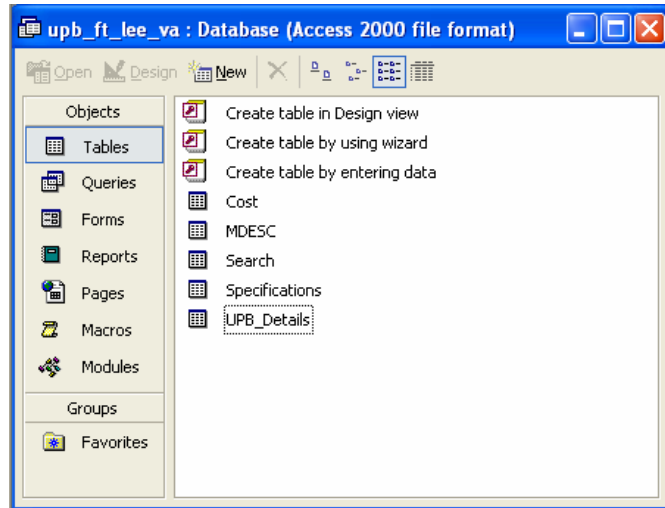 upb_ft_lee_va : Database (Access 2000 file format)
Open Design New
Objects
Tables
Queries
Forms
Reports
Pages
Macros
Modules
Groups
Favorites
Create table in Design view
Create table by using wizard
Create table by entering data
Cost
MDESC
Search
Specifications
UPB_Details